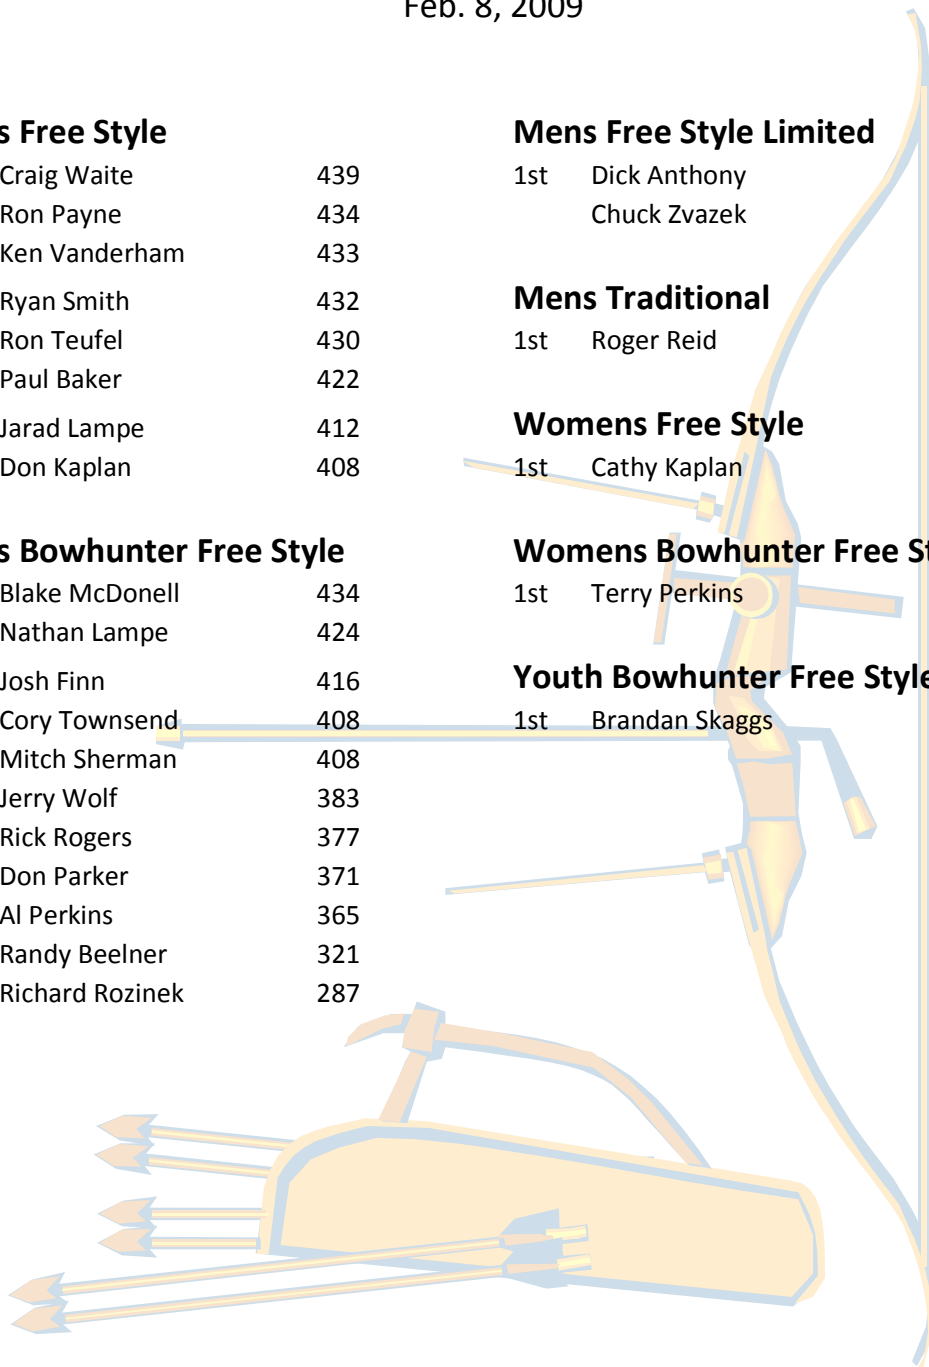 Feb. 8, 2009
s Free Style
Craig Waite 439
Ron Payne 434
Ken Vanderham 433
Ryan Smith 432
Ron Teufel 430
Paul Baker 422
Jarad Lampe 412
Don Kaplan 408
s Bowhunter Free Style
Blake McDonell 434
Nathan Lampe 424
Josh Finn 416
Cory Townsend 408
Mitch Sherman 408
Jerry Wolf 383
Rick Rogers 377
Don Parker 371
Al Perkins 365
Randy Beelner 321
Richard Rozinek 287
Mens Free Style Limited
1st Dick Anthony
Chuck Zvazek
Mens Traditional
1st Roger Reid
Womens Free Style
1st Cathy Kaplan
Womens Bowhunter Free St
1st Terry Perkins
Youth Bowhunter Free Style
1st Brandan Skaggs